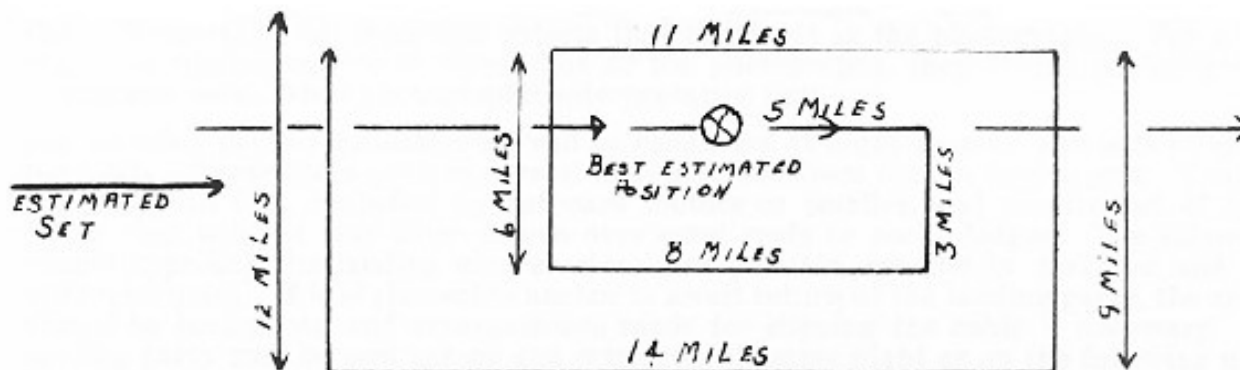 11 MILES
5 MILES
BEST ESTIMATED
POSITION
ESTIMATED
SET
12 MILES
6 MILES
3 MILES
9 MILES
8 MILES
14 MILES